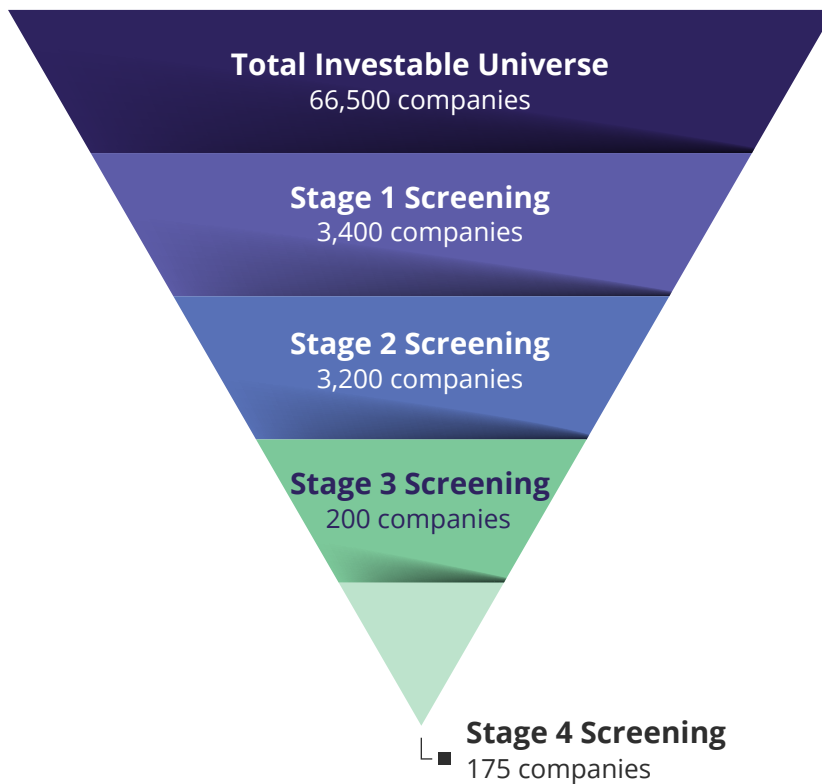 Total Investable Universe
66,500 companies
Stage 1 Screening
3,400 companies
Stage 2 Screening
3,200 companies
Stage 3 Screening
200 companies
Stage 4 Screening
175 companies